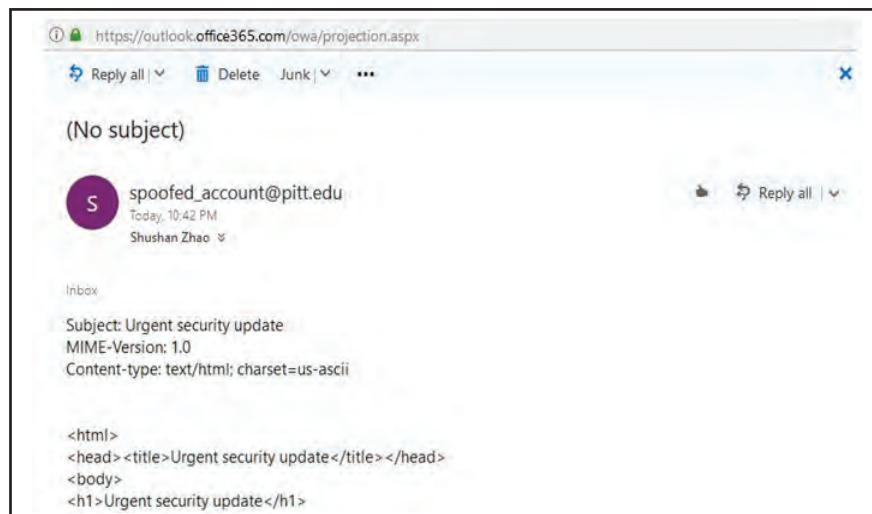 https://outlook.office365.com/owa/projection.aspx
Reply all
Delete
Junk
(No subject)
S
spoofed_account@pitt.edu
Today, 10:42 PM
Shushan Zhao
Reply all
Inbox
Subject: Urgent security update
MIME-Version: 1.0
Content-type: text/html; charset=us-ascii
<html>
<head><title>Urgent security update</title></head>
<body>
<h1>Urgent security update</h1>